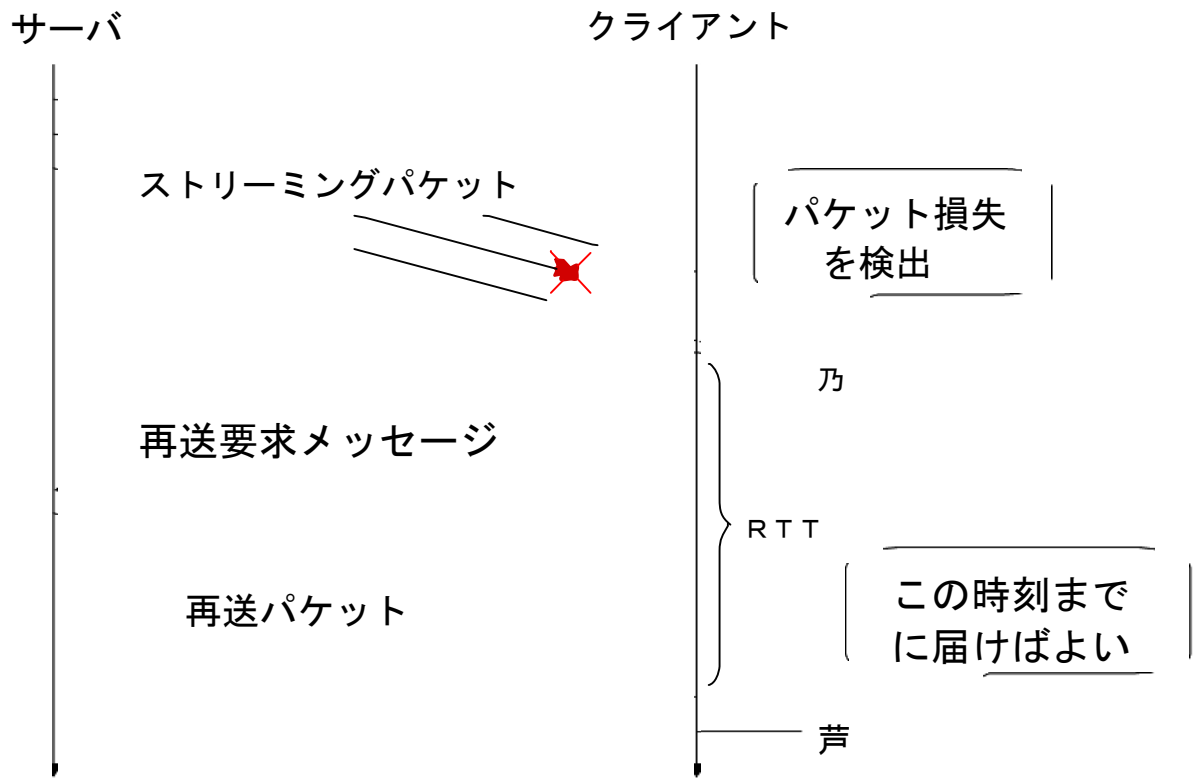 サーバ
クライアント
ストリーミングパケット
パケット損失
を検出
乃
再送要求メッセージ
ＲＴＴ
再送パケット
この時刻まで
に届けばよい
芦